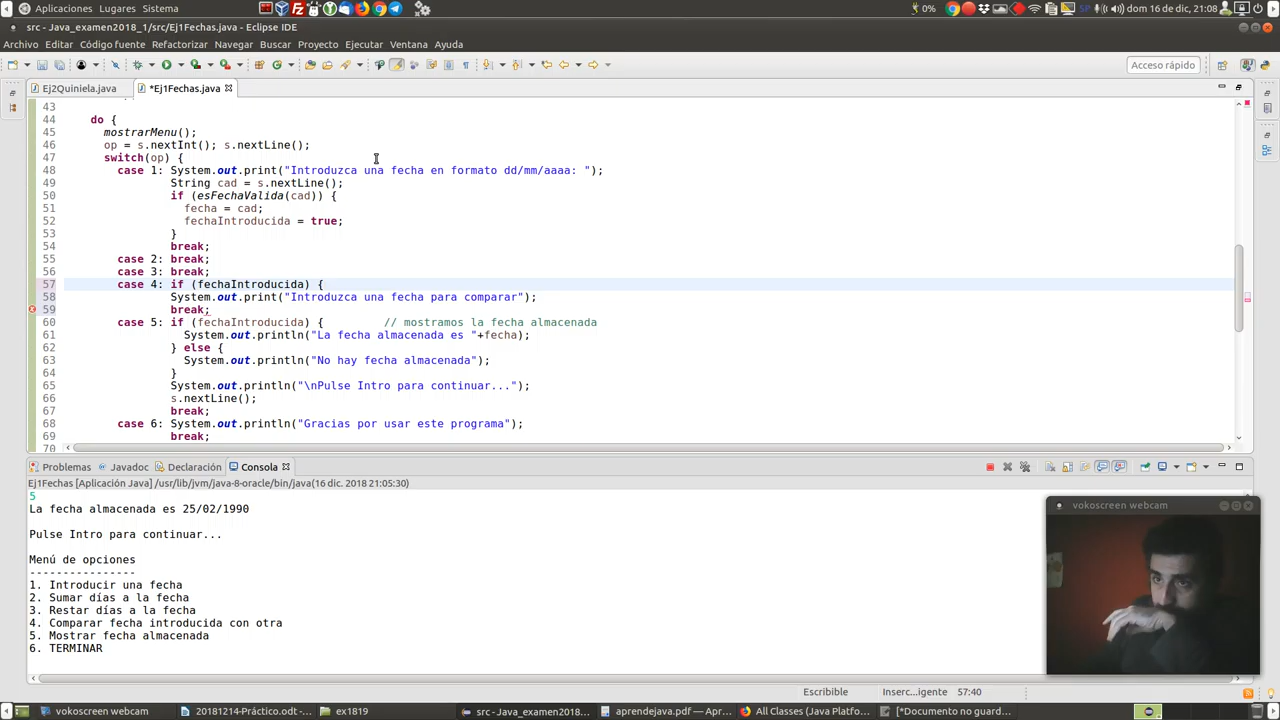 Aplicaciones Lugares Sistema
0% SP dom 16 de dic, 21:08
src - Java_examen2018_1/src/Ej1Fechas.java - Eclipse IDE
Archivo Editar Código fuente Refactorizar Navegar Buscar Proyecto Ejecutar Ventana Ayuda
Acceso rápido
Ej2Quiniela.java *Ej1Fechas.java
43
44 do {
45 mostrarMenu();
46 op = s.nextInt(); s.nextLine();
47 switch(op) {
48 case 1: System.out.print("Introduzca una fecha en formato dd/mm/aaaa: ");
49 String cad = s.nextLine();
50 if (esFechaValida(cad)) {
51 fecha = cad;
52 fechaIntroducida = true;
53 }
54 break;
55 case 2: break;
56 case 3: break;
57 case 4: if (fechaIntroducida) {
58 System.out.print("Introduzca una fecha para comparar");
59 break;
60 case 5: if (fechaIntroducida) { // mostramos la fecha almacenada
61 System.out.println("La fecha almacenada es "+fecha);
62 } else {
63 System.out.println("No hay fecha almacenada");
64 }
65 System.out.println("\nPulse Intro para continuar...");
66 s.nextLine();
67 break;
68 case 6: System.out.println("Gracias por usar este programa");
69 break;
70
Problemas Javadoc Declaración Consola
Ej1Fechas [Aplicación Java] /usr/lib/jvm/java-8-oracle/bin/java(16 dic. 2018 21:05:30)
5
La fecha almacenada es 25/02/1990
Pulse Intro para continuar...
Menú de opciones
----------------
1. Introducir una fecha
2. Sumar días a la fecha
3. Restar días a la fecha
4. Comparar fecha introducida con otra
5. Mostrar fecha almacenada
6. TERMINAR
vokoscreen webcam
Escribible Inserc...igente 57:40
vokoscreen webcam 20181214-Práctico.odt -... ex1819 src - Java_examen2018... aprendejava.pdf — Apr... All Classes (Java Platfo... [*Documento no guard...